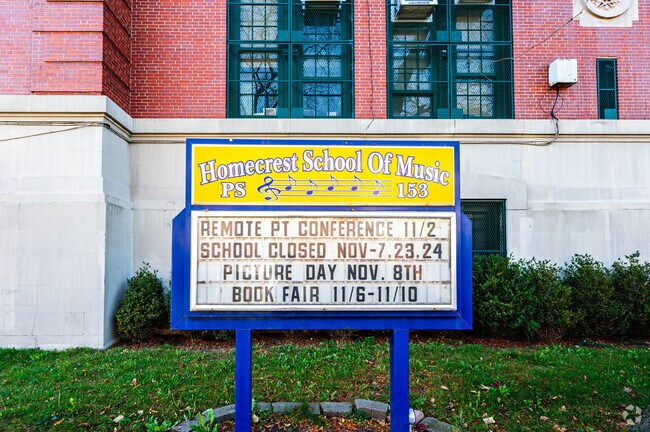 Homecrest School Of Music
PS 153
REMOTE PT CONFERENCE 11/2
SCHOOL CLOSED NOV-7.23.24
PICTURE DAY NOV. 8TH
BOOK FAIR 11/6-11/10